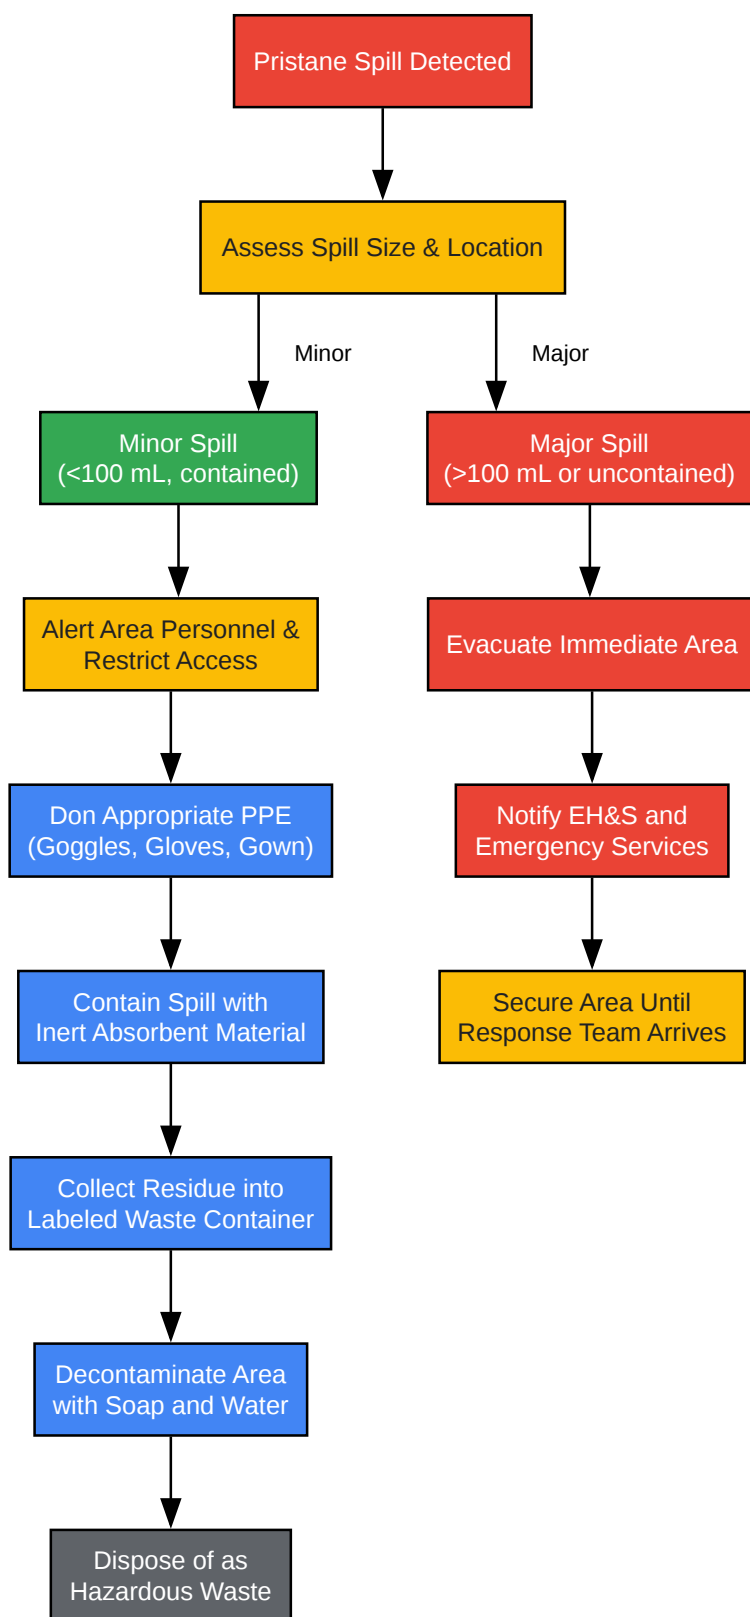 Pristane Spill Detected
Assess Spill Size & Location
Minor
Major
Minor Spill
(<100 mL, contained)
Major Spill
(>100 mL or uncontained)
Alert Area Personnel &
Restrict Access
Evacuate Immediate Area
Don Appropriate PPE
(Goggles, Gloves, Gown)
Notify EH&S and
Emergency Services
Contain Spill with
Inert Absorbent Material
Secure Area Until
Response Team Arrives
Collect Residue into
Labeled Waste Container
Decontaminate Area
with Soap and Water
Dispose of as
Hazardous Waste